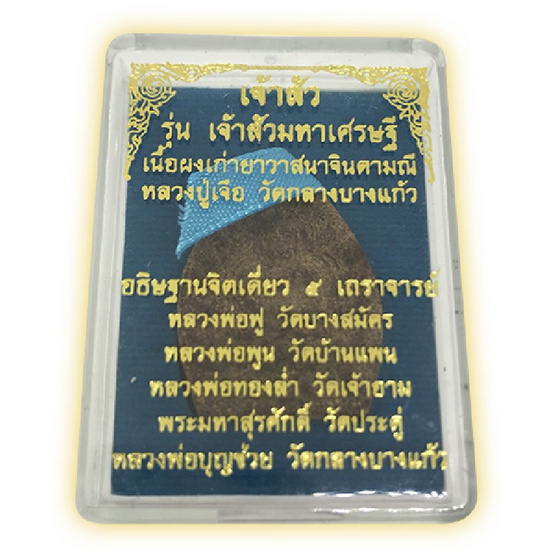 เจ้าสัว
รุ่น เจ้าสัวมหาเศรษฐี
เนื้อผงเก่ายาวาสนาจินดามณี
หลวงปู่เจือ วัดกลางบางแก้ว
อธิษฐานจิตเดี่ยว ๕ เถราจารย์
หลวงพ่อฟู วัดบางสมัคร
หลวงพ่อพูน วัดบ้านแพน
หลวงพ่อทองล่ำ วัดเจ้าอาม
พระมหาสุรศักดิ์ วัดประดู่
หลวงพ่อบุญช่วย วัดกลางบางแก้ว